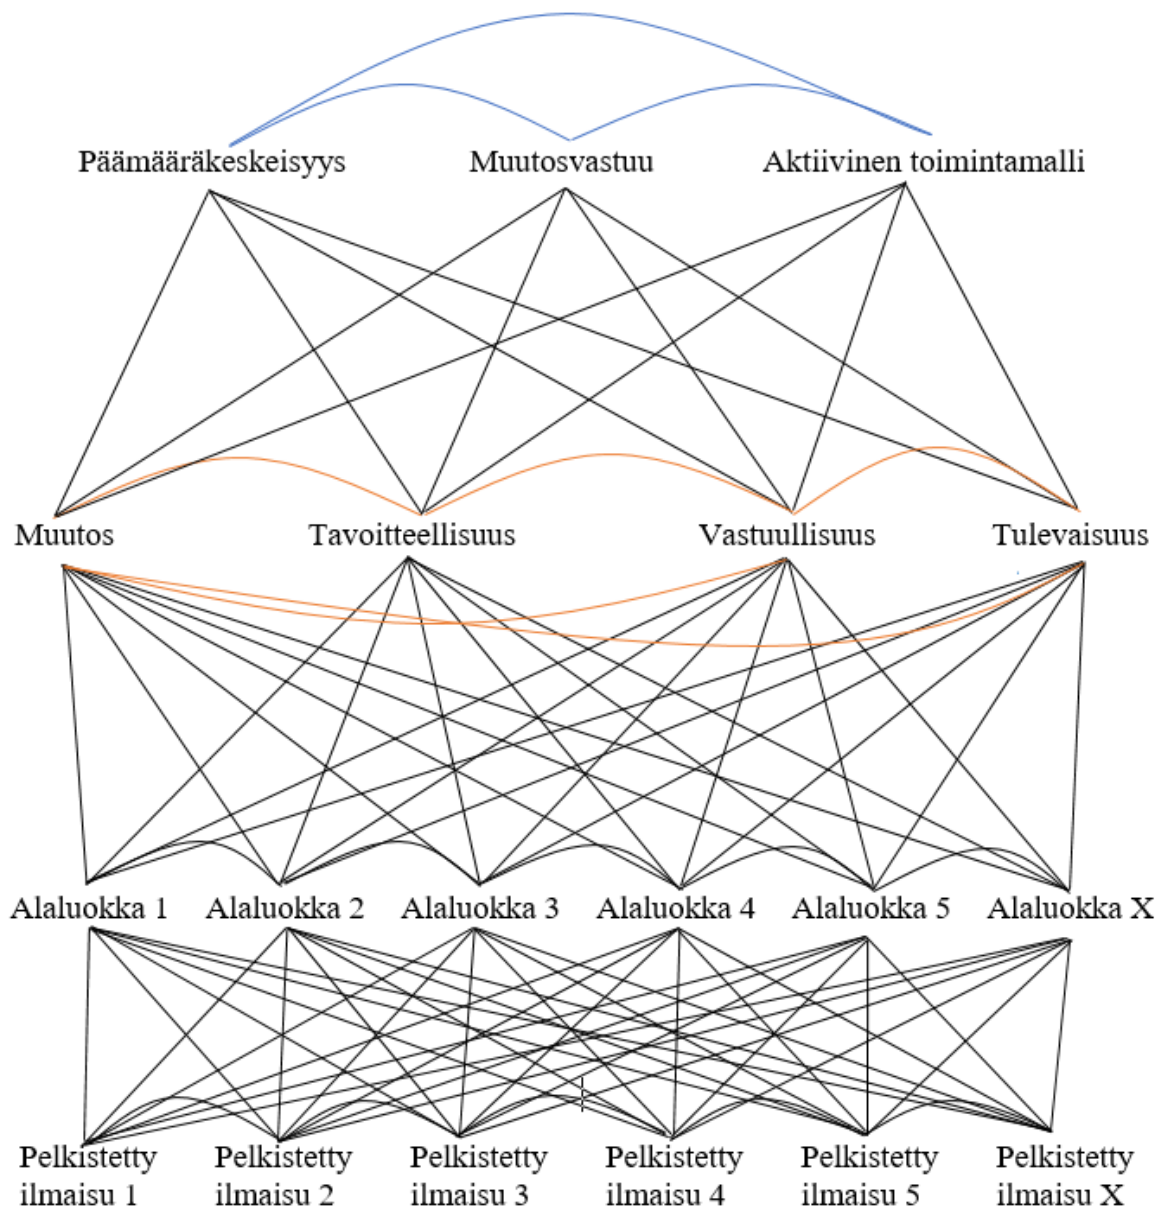 Päämääräkeskeisyys Muutosvastuu Aktiivinen toimintamalli
Muutos Tavoitteellisuus Vastuullisuus Tulevaisuus
Alaluokka 1 Alaluokka 2 Alaluokka 3 Alaluokka 4 Alaluokka 5 Alaluokka X
Pelkistetty Pelkistetty Pelkistetty Pelkistetty Pelkistetty Pelkistetty
ilmaisu 1 ilmaisu 2 ilmaisu 3 ilmaisu 4 ilmaisu 5 ilmaisu X